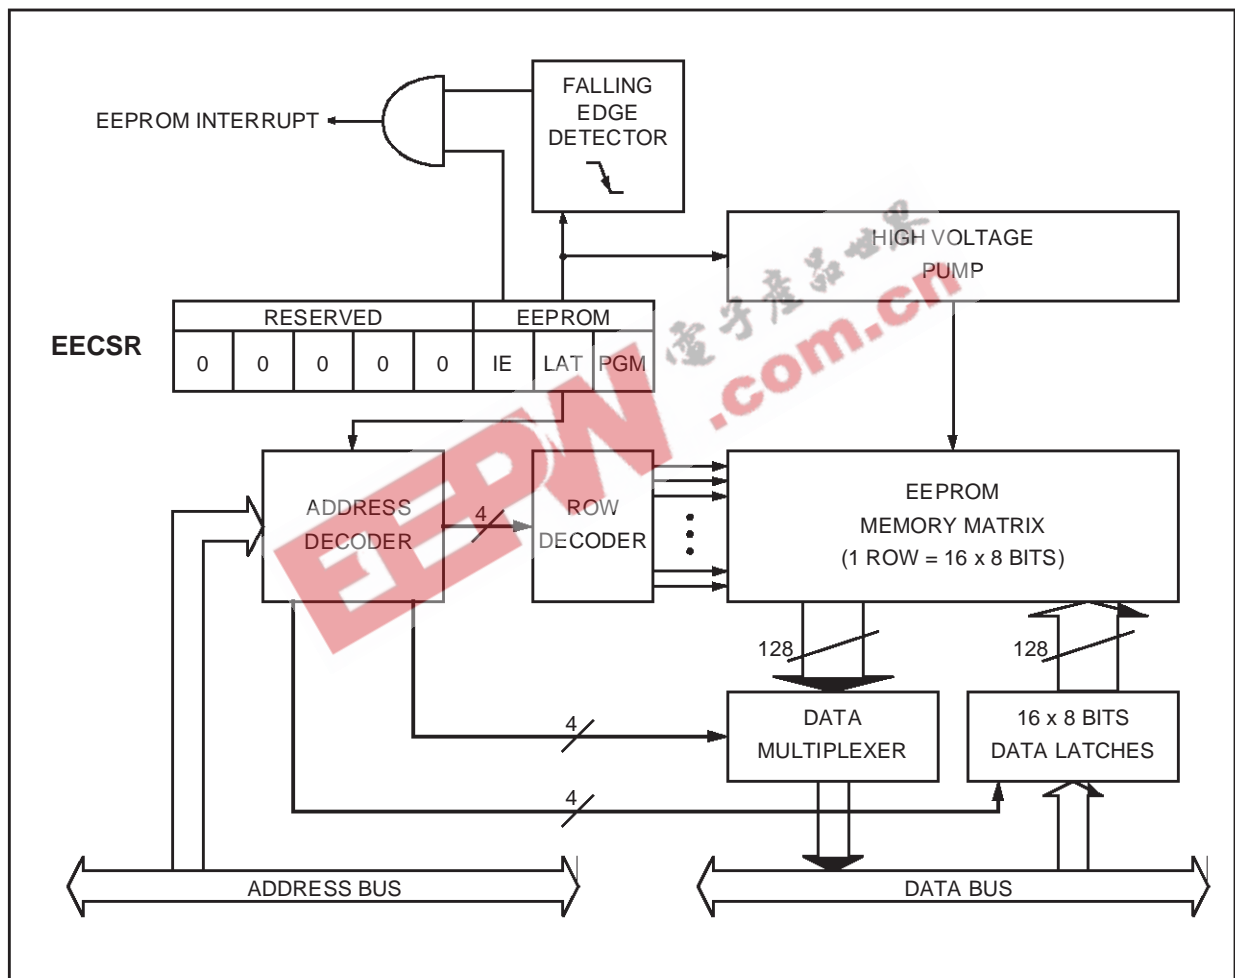 FALLING
EDGE
DETECTOR
EEPROM INTERRUPT
HIGH VOLTAGE
PUMP
RESERVED EEPROM
EECSR
0 0 0 0 0 IE LAT PGM
電子產品世界
.com.cn
EEPW
ADDRESS
DECODER
4
ROW
DECODER
EEPROM
MEMORY MATRIX
(1 ROW = 16 x 8 BITS)
128
128
4
DATA
MULTIPLEXER
16 x 8 BITS
DATA LATCHES
4
ADDRESS BUS
DATA BUS